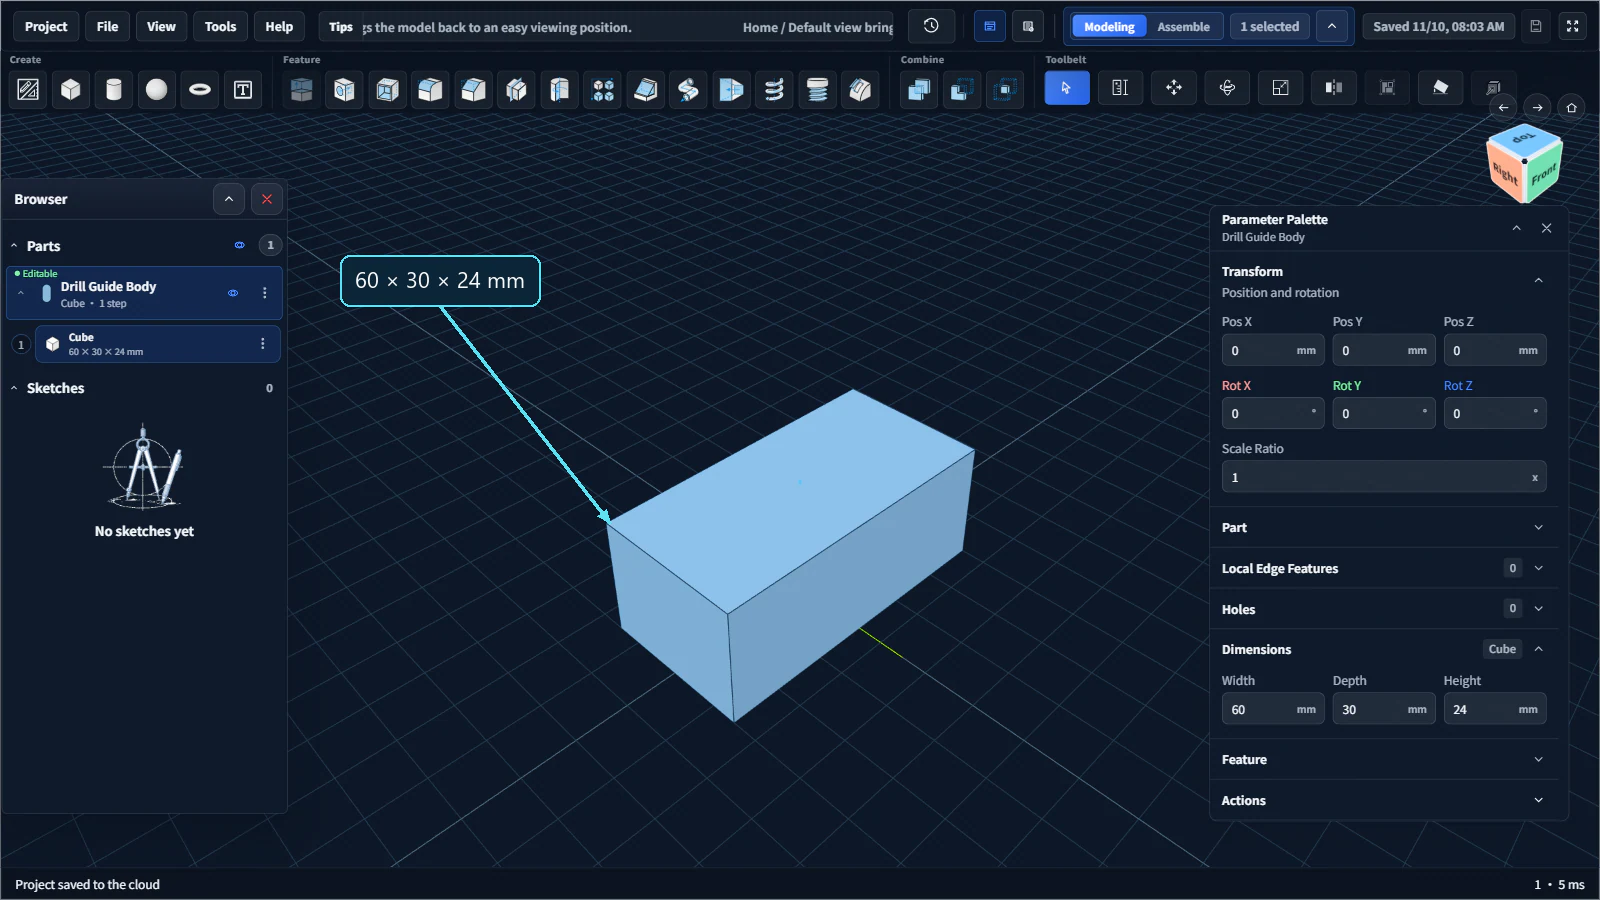 Project
File
View
Tools
Help
Tips
gs the model back to an easy viewing position.
Home / Default view bring
Modeling
Assemble
1 selected
Saved 11/10, 08:03 AM
Create
Feature
Combine
Toolbelt
Top
Right
Front
Browser
Parts
1
Editable
Drill Guide Body
Cube • 1 step
1
Cube
60 × 30 × 24 mm
Sketches
0
No sketches yet
60 × 30 × 24 mm
Parameter Palette
Drill Guide Body
Transform
Position and rotation
Pos X
Pos Y
Pos Z
0 mm
0 mm
0 mm
Rot X
Rot Y
Rot Z
0 °
0 °
0 °
Scale Ratio
1 x
Part
Local Edge Features
0
Holes
0
Dimensions
Cube
Width
Depth
Height
60 mm
30 mm
24 mm
Feature
Actions
Project saved to the cloud
1 • 5 ms